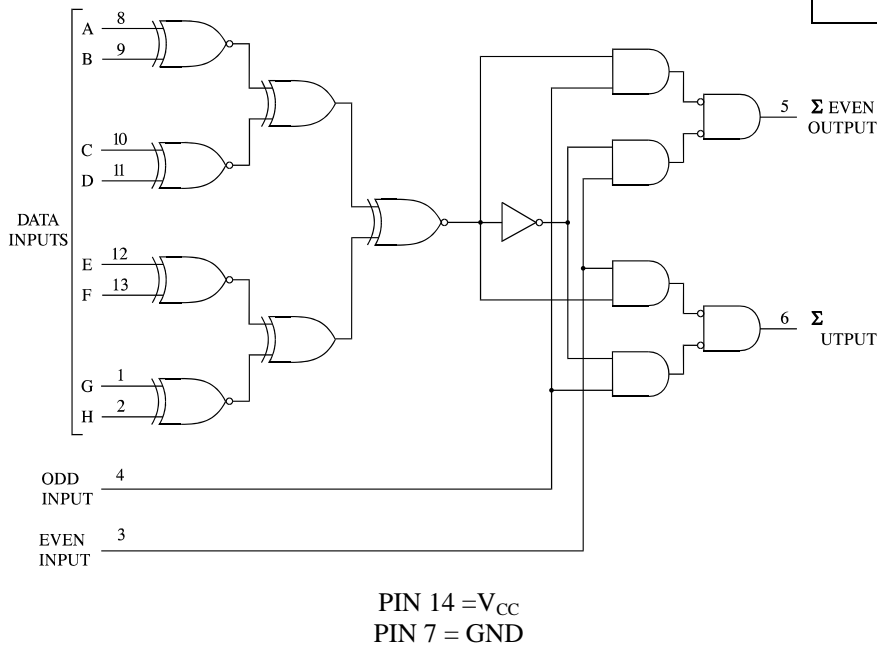 A 8
B 9
C 10
D 11
DATA
INPUTS
E 12
F 13
G 1
H 2
ODD
INPUT
4
EVEN
INPUT
3
5 Σ EVEN
OUTPUT
6 Σ
UTPUT
PIN 14 =VCC
PIN 7 = GND